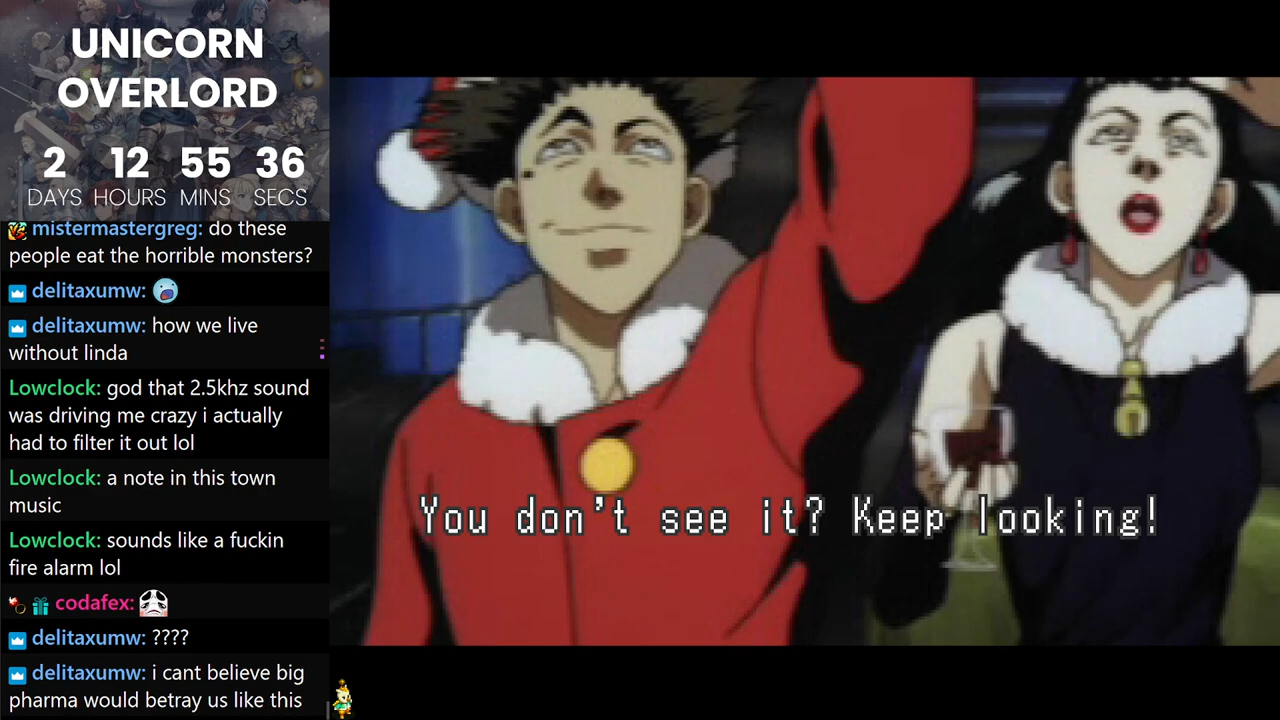 UNICORN
OVERLORD
2 12 55 36
DAYS HOURS MINS SECS
mistermastergreg: do these
people eat the horrible monsters?
delitaxumw:
delitaxumw: how we live
without linda
Lowclock: god that 2.5khz sound
was driving me crazy i actually
had to filter it out lol
Lowclock: a note in this town
music
Lowclock: sounds like a fuckin
fire alarm lol
codafex:
delitaxumw: ????
delitaxumw: i cant believe big
pharma would betray us like this
You don't see it? Keep looking!